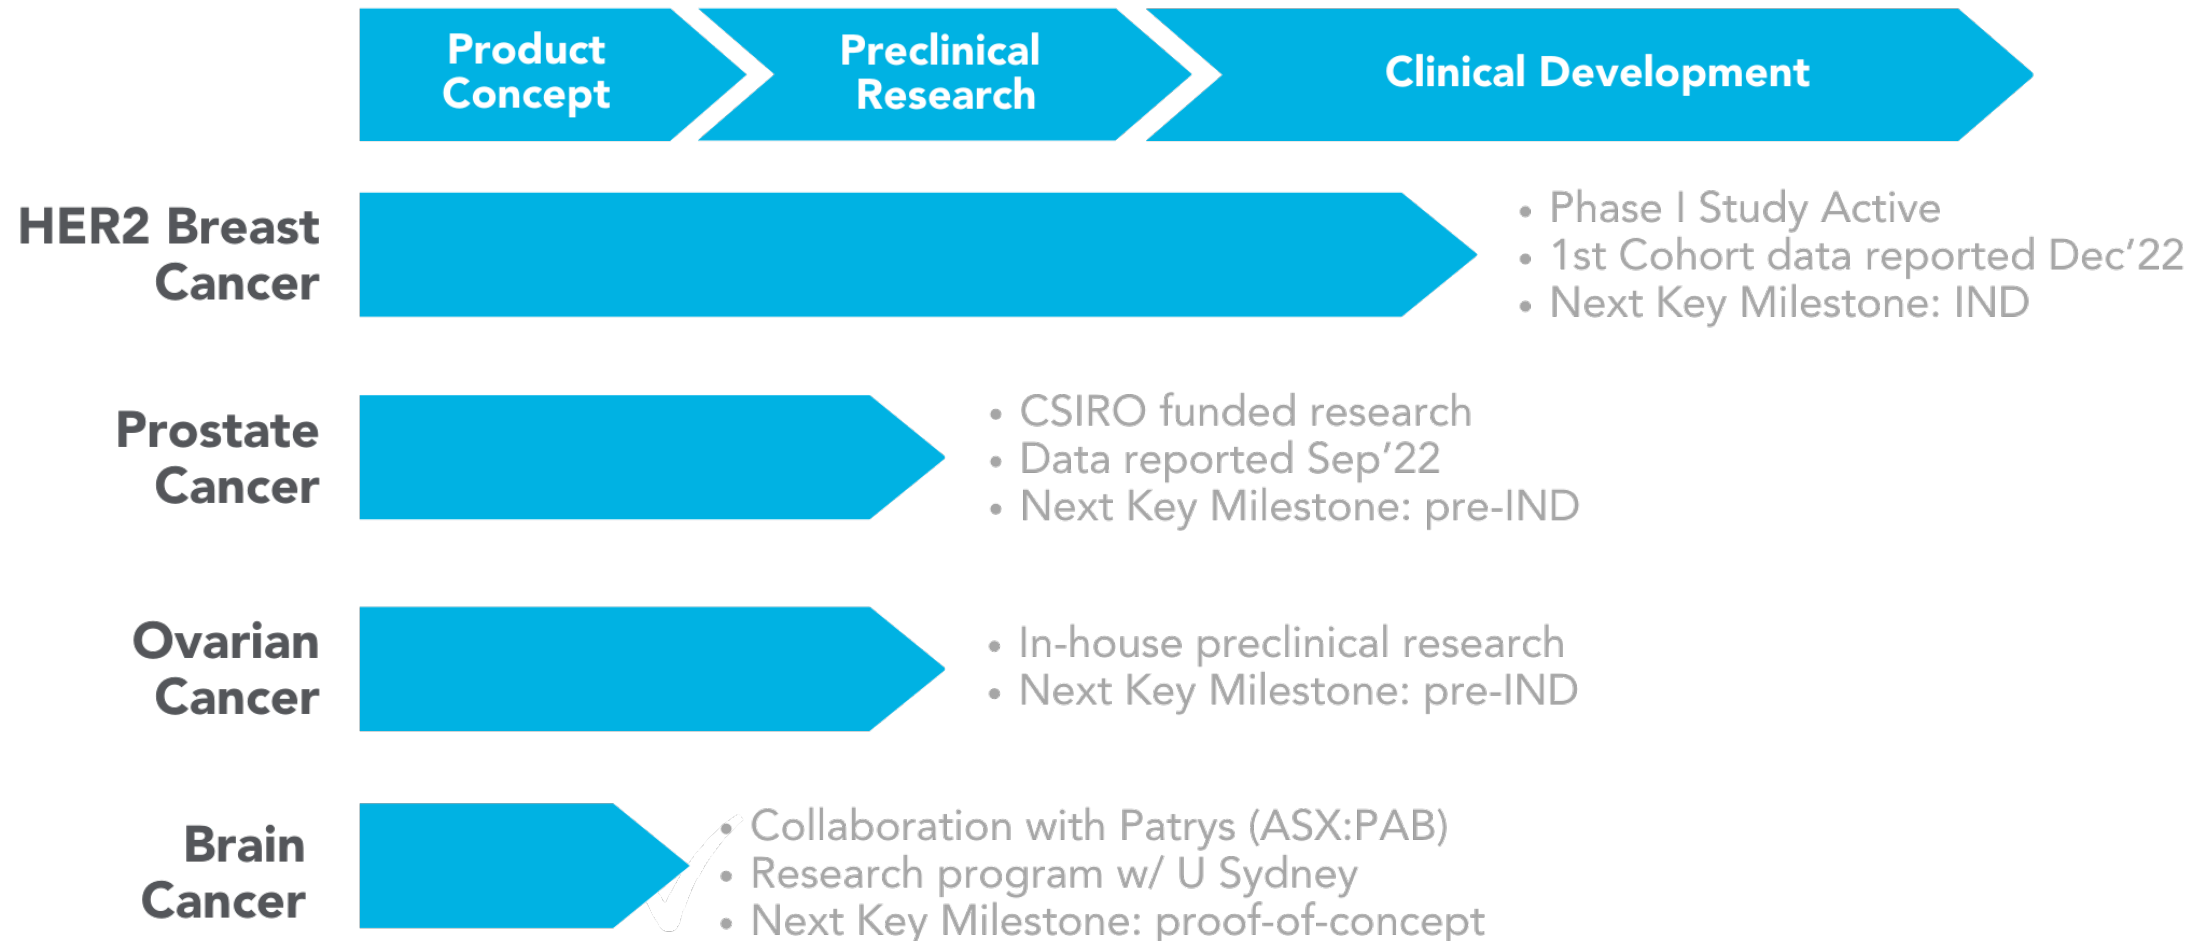 Product
Concept
Preclinical
Research
Clinical Development
HER2 Breast
Cancer
• Phase I Study Active
• 1st Cohort data reported Dec’22
• Next Key Milestone: IND
Prostate
Cancer
• CSIRO funded research
• Data reported Sep’22
• Next Key Milestone: pre-IND
Ovarian
Cancer
• In-house preclinical research
• Next Key Milestone: pre-IND
Brain
Cancer
• Collaboration with Patrys (ASX:PAB)
• Research program w/ U Sydney
• Next Key Milestone: proof-of-concept